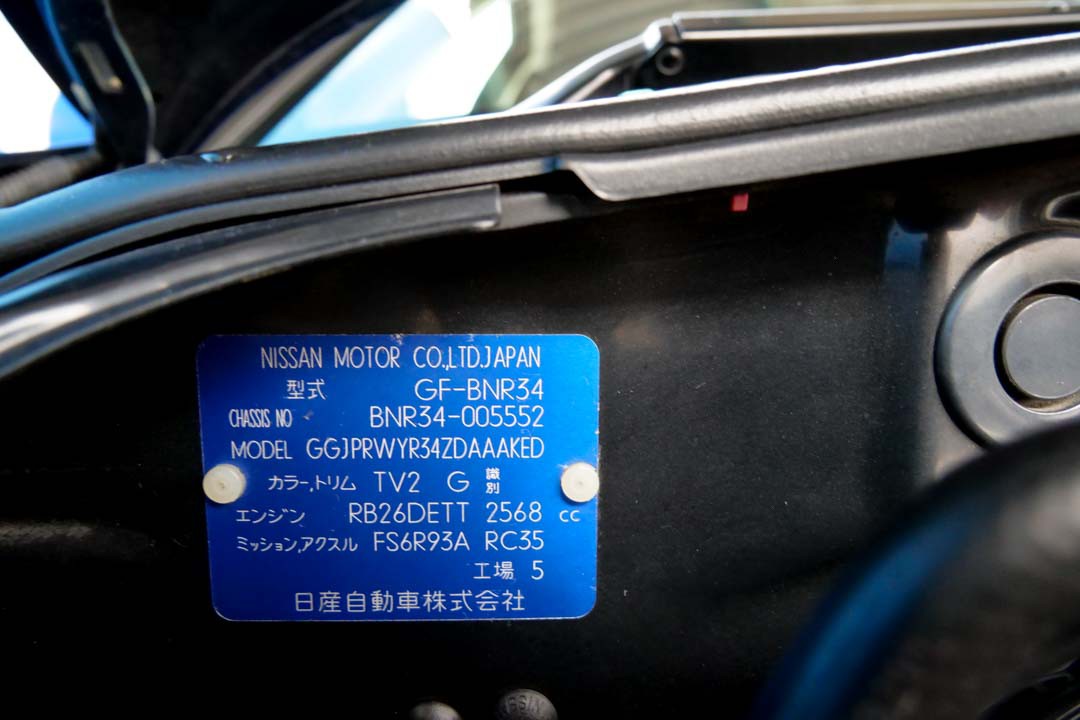 NISSAN MOTOR CO.,LTD.JAPAN
型式 GF-BNR34
CHASSIS NO BNR34-005552
MODEL GGJPRWYR34ZDAAAKED
カラー,トリム TV2 G 識別
エンジン RB26DETT 2568 cc
ミッション,アクスル FS6R93A RC35
工場 5
日産自動車株式会社